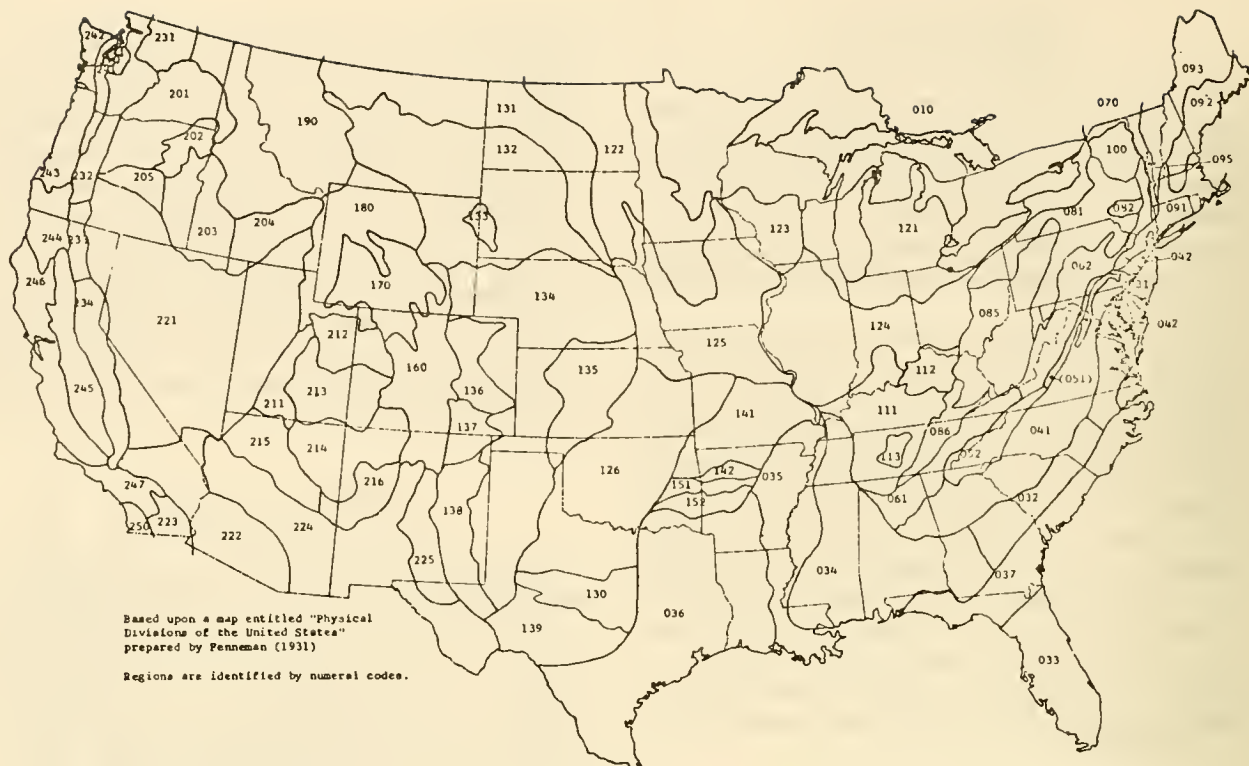 242 231 093
201 010 070 092
190 131
202 132 122 100
243 232 205 095
180 133 123 121 081 082 091
244 203 204
246 170 062 042
234 134 085
221 212 124 042
125
245 160 135 112 (051)
211 213 136 111
215 137 141 041
214 086
216 126 142 035 052
247 151 061 032
250 223 138 152
222 224
225 034 037
130
139 036
033
Based upon a map entitled "Physical
Divisions of the United States"
prepared by Fenneman (1931)
Regions are identified by numeral codes.